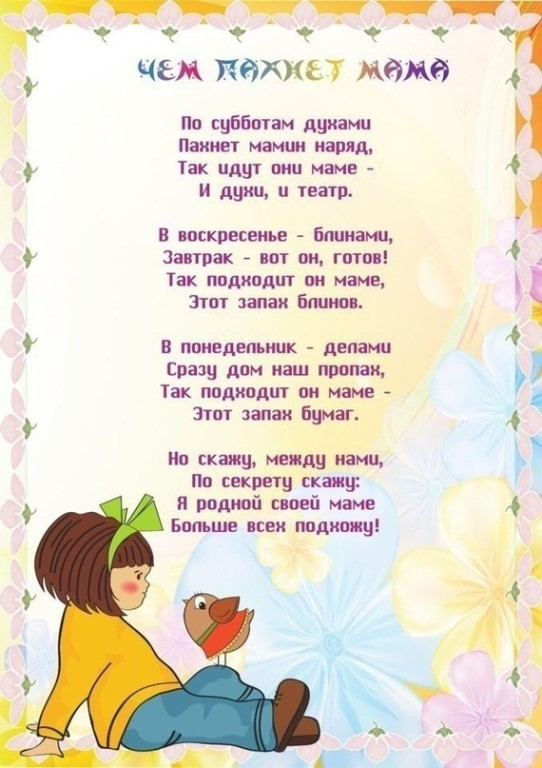 ЧЕМ ПАХНЕТ МАМА
По субботам духами
Пахнет мамин наряд,
Так идут они маме -
И духи, и театр.
В воскресенье - блинами,
Завтрак - вот он, готов!
Так подходит он маме,
Этот запах блинов.
В понедельник - делами
Сразу дом наш пропах,
Так подходит он маме -
Этот запах бумаг.
Но скажу, между нами,
По секрету скажу:
Я родной своей маме
Больше всех подхожу!